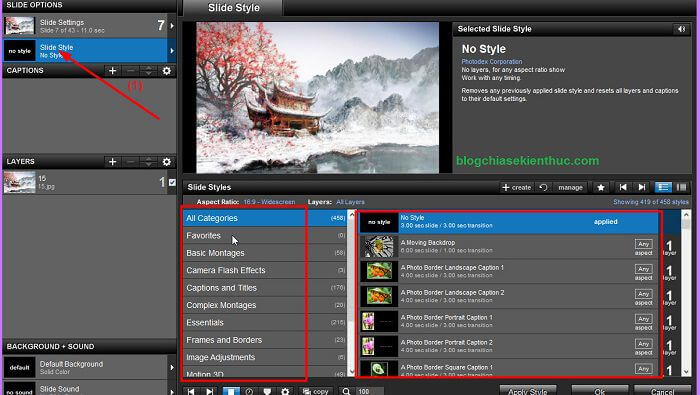 SLIDE OPTIONS
Slide Settings
Slide 7 of 43 - 11.0 sec
7
no style
Slide Style
No Style
CAPTIONS
(1)
LAYERS
15
15.jpg
1
BACKGROUND + SOUND
default
Default Background
Solid Color
Slide Sound
Slide Style
Selected Slide Style
No Style
Photodex Corporation
No layers, for any aspect ratio show
Work with any timing.
Removes any previously applied slide style and resets all layers and captions
to their default settings.
blogchiasekienthuc.com
Slide Styles
create
manage
Aspect Ratio: 16:9 - Widescreen Layers: All Layers
Showing 419 of 458 styles
All Categories (458)
Favorites (0)
Basic Montages (58)
Camera Flash Effects (3)
Captions and Titles (176)
Complex Montages (20)
Essentials (216)
Frames and Borders (23)
Image Adjustments (6)
Motion 3D
no style
No Style
3.00 sec slide / 3.00 sec transition
applied
A Moving Backdrop
6.00 sec slide / 1.00 sec transition
Any
aspect
1
layer
A Photo Border Landscape Caption 1
4.00 sec slide / 3.00 sec transition
Any
aspect
1
layer
A Photo Border Landscape Caption 2
4.00 sec slide / 3.00 sec transition
Any
aspect
1
layer
A Photo Border Portrait Caption 1
4.00 sec slide / 3.00 sec transition
Any
aspect
1
layer
A Photo Border Portrait Caption 2
4.00 sec slide / 3.00 sec transition
Any
aspect
1
layer
A Photo Border Square Caption 1
4.00 sec slide / 3.00 sec transition
Any
aspect
1
layer
copy
100
Apply Style
Ok
Cancel